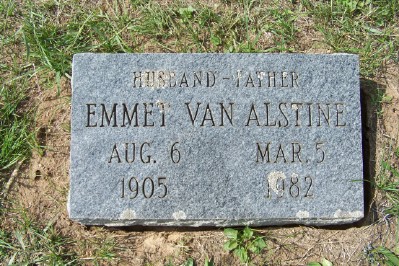 HUSBAND - FATHER
EMMET VAN ALSTINE
AUG. 6 MAR. 5
1905 1982